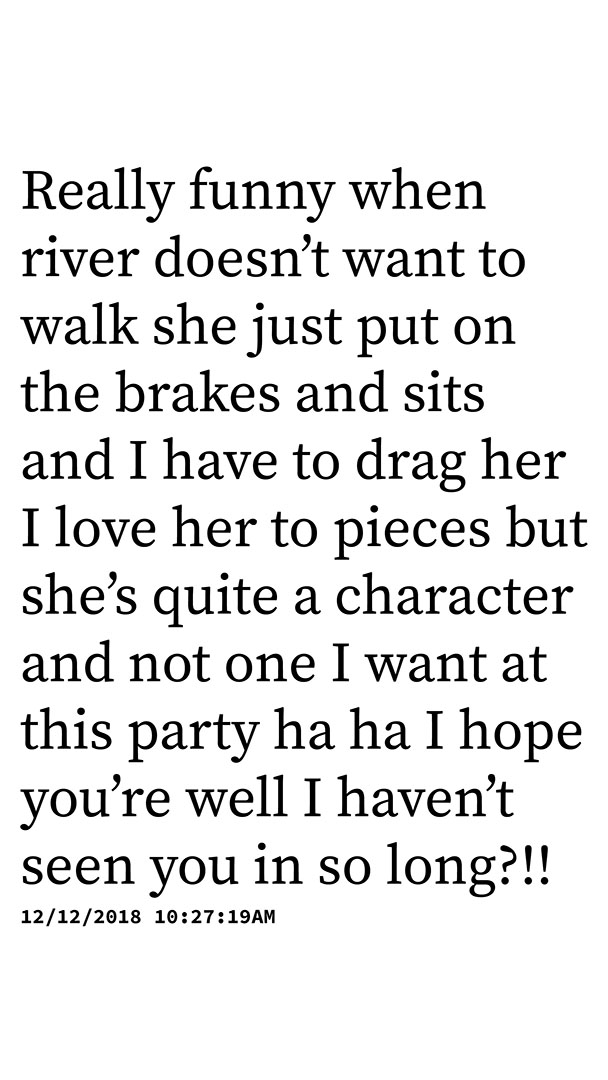 Really funny when
river doesn’t want to
walk she just put on
the brakes and sits
and I have to drag her
I love her to pieces but
she’s quite a character
and not one I want at
this party ha ha I hope
you’re well I haven’t
seen you in so long?!!
12/12/2018 10:27:19AM